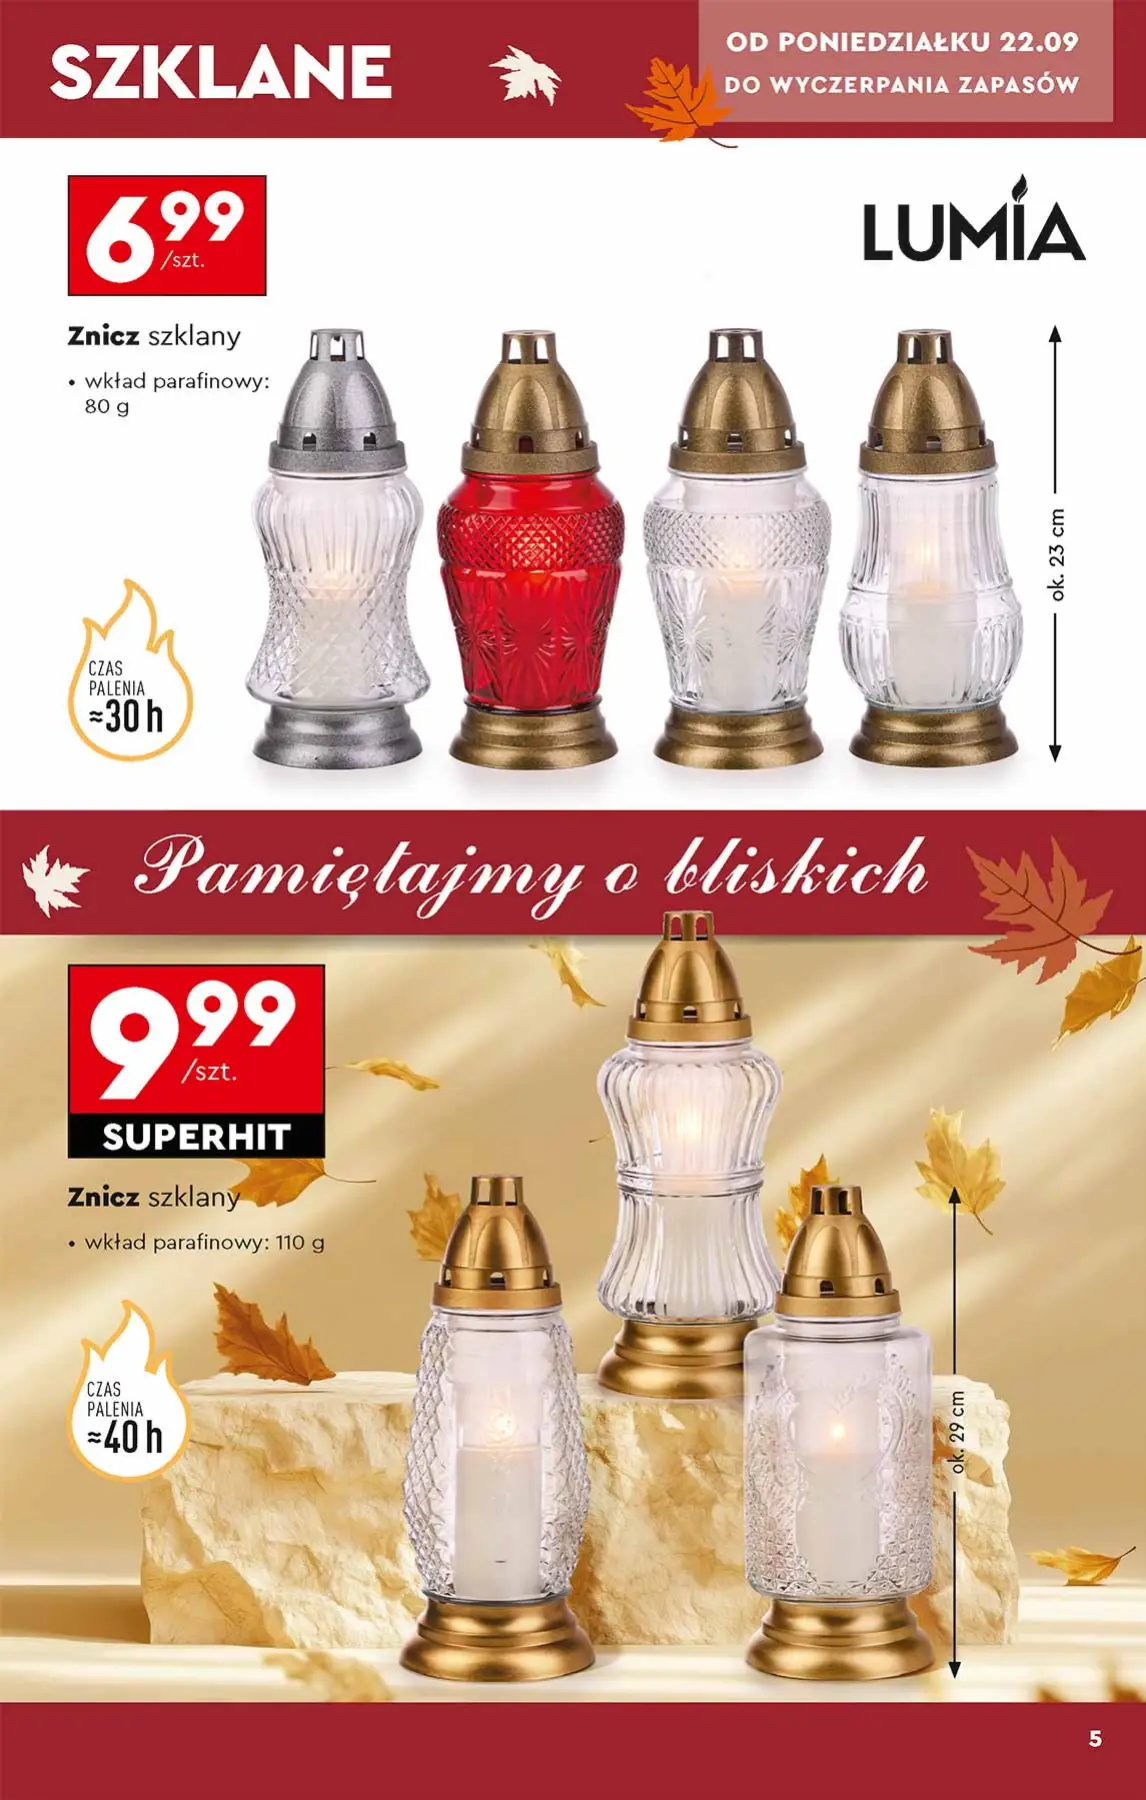 SZKLANE
OD PONIEDZIAŁKU 22.09
DO WYCZERPANIA ZAPASÓW
6 99
/szt.
LUMIA
Znicz szklany
• wkład parafinowy:
80 g
CZAS
PALENIA
≈30 h
ok. 23 cm
Pamiętajmy o bliskich
9 99
/szt.
SUPERHIT
Znicz szklany
• wkład parafinowy: 110 g
CZAS
PALENIA
≈40 h
ok. 29 cm
5